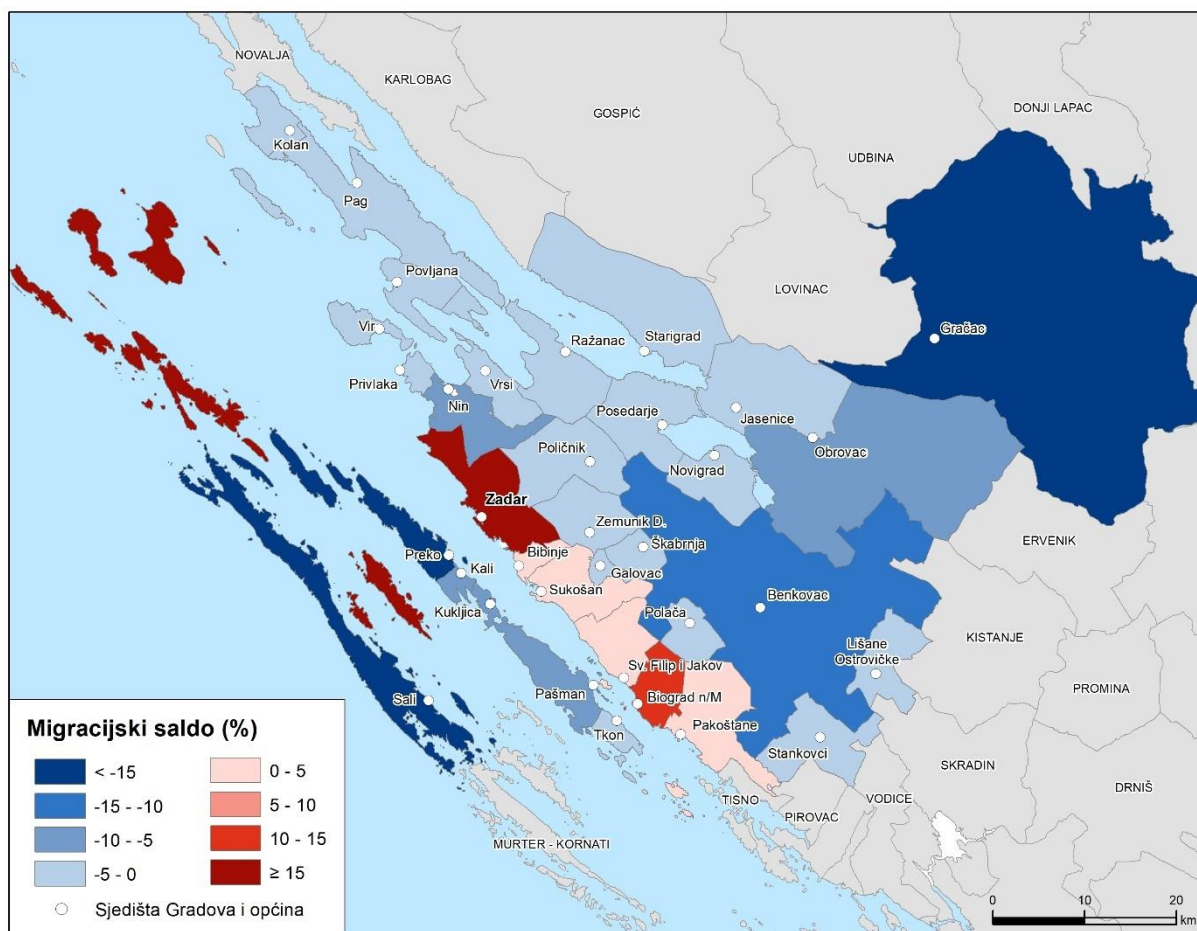 NOVALJA
KARLOBAG
GOSPIĆ
DONJI LAPAC
UDBINA
Kolan
Pag
LOVINAC
Povljana
Gračac
Vir
Ražanac
Starigrad
Privlaka
Vrsi
Nin
Posedarje
Jasenice
Obrovac
Poličnik
Novigrad
Zadar
Zemunik D.
Škabrnja
ERVENIK
Preko
Bibinje
Galovac
Kali
Sukošan
Kukljica
Benkovac
Polača
KISTANJE
Lišane
Ostrovičke
Sv. Filip i Jakov
PROMINA
Pašman
Sali
Biograd n/M
Tkon
Pakoštane
Stankovci
SKRADIN
DRNIŠ
TISNO
VODICE
PIROVAC
MURTER - KORNATI
Migracijski saldo (%)
< -15
-15 - -10
-10 - -5
-5 - 0
0 - 5
5 - 10
10 - 15
≥ 15
Sjedišta Gradova i općina
0 10 20
km